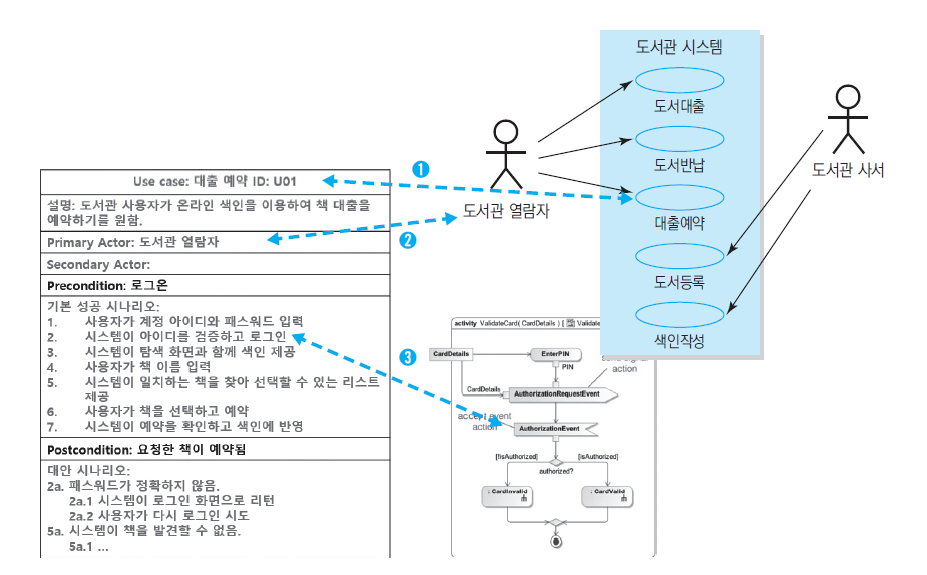 도서관 시스템
도서대출
도서반납
대출예약
도서등록
색인작성
도서관 열람자
도서관 사서
1
2
3
Use case: 대출 예약 ID: U01
설명: 도서관 사용자가 온라인 색인을 이용하여 책 대출을
예약하기를 원함.
Primary Actor: 도서관 열람자
Secondary Actor:
Precondition: 로그온
기본 성공 시나리오:
1. 사용자가 계정 아이디와 패스워드 입력
2. 시스템이 아이디를 검증하고 로그인
3. 시스템이 탐색 화면과 함께 색인 제공
4. 사용자가 책 이름 입력
5. 시스템이 일치하는 책을 찾아 선택할 수 있는 리스트
제공
6. 사용자가 책을 선택하고 예약
7. 시스템이 예약을 확인하고 색인에 반영
Postcondition: 요청한 책이 예약됨
대안 시나리오:
2a. 패스워드가 정확하지 않음.
2a.1 시스템이 로그인 화면으로 리턴
2a.2 사용자가 다시 로그인 시도
5a. 시스템이 책을 발견할 수 없음.
5a.1 ...
activity ValidateCard( CardDetails ) [ Validate
CardDetails
EnterPIN
PIN
action
CardDetails
AuthorizationRequestEvent
accept event
action
AuthorizationEvent
[!isAuthorized]
[isAuthorized]
authorized?
: CardInvalid
: CardValid